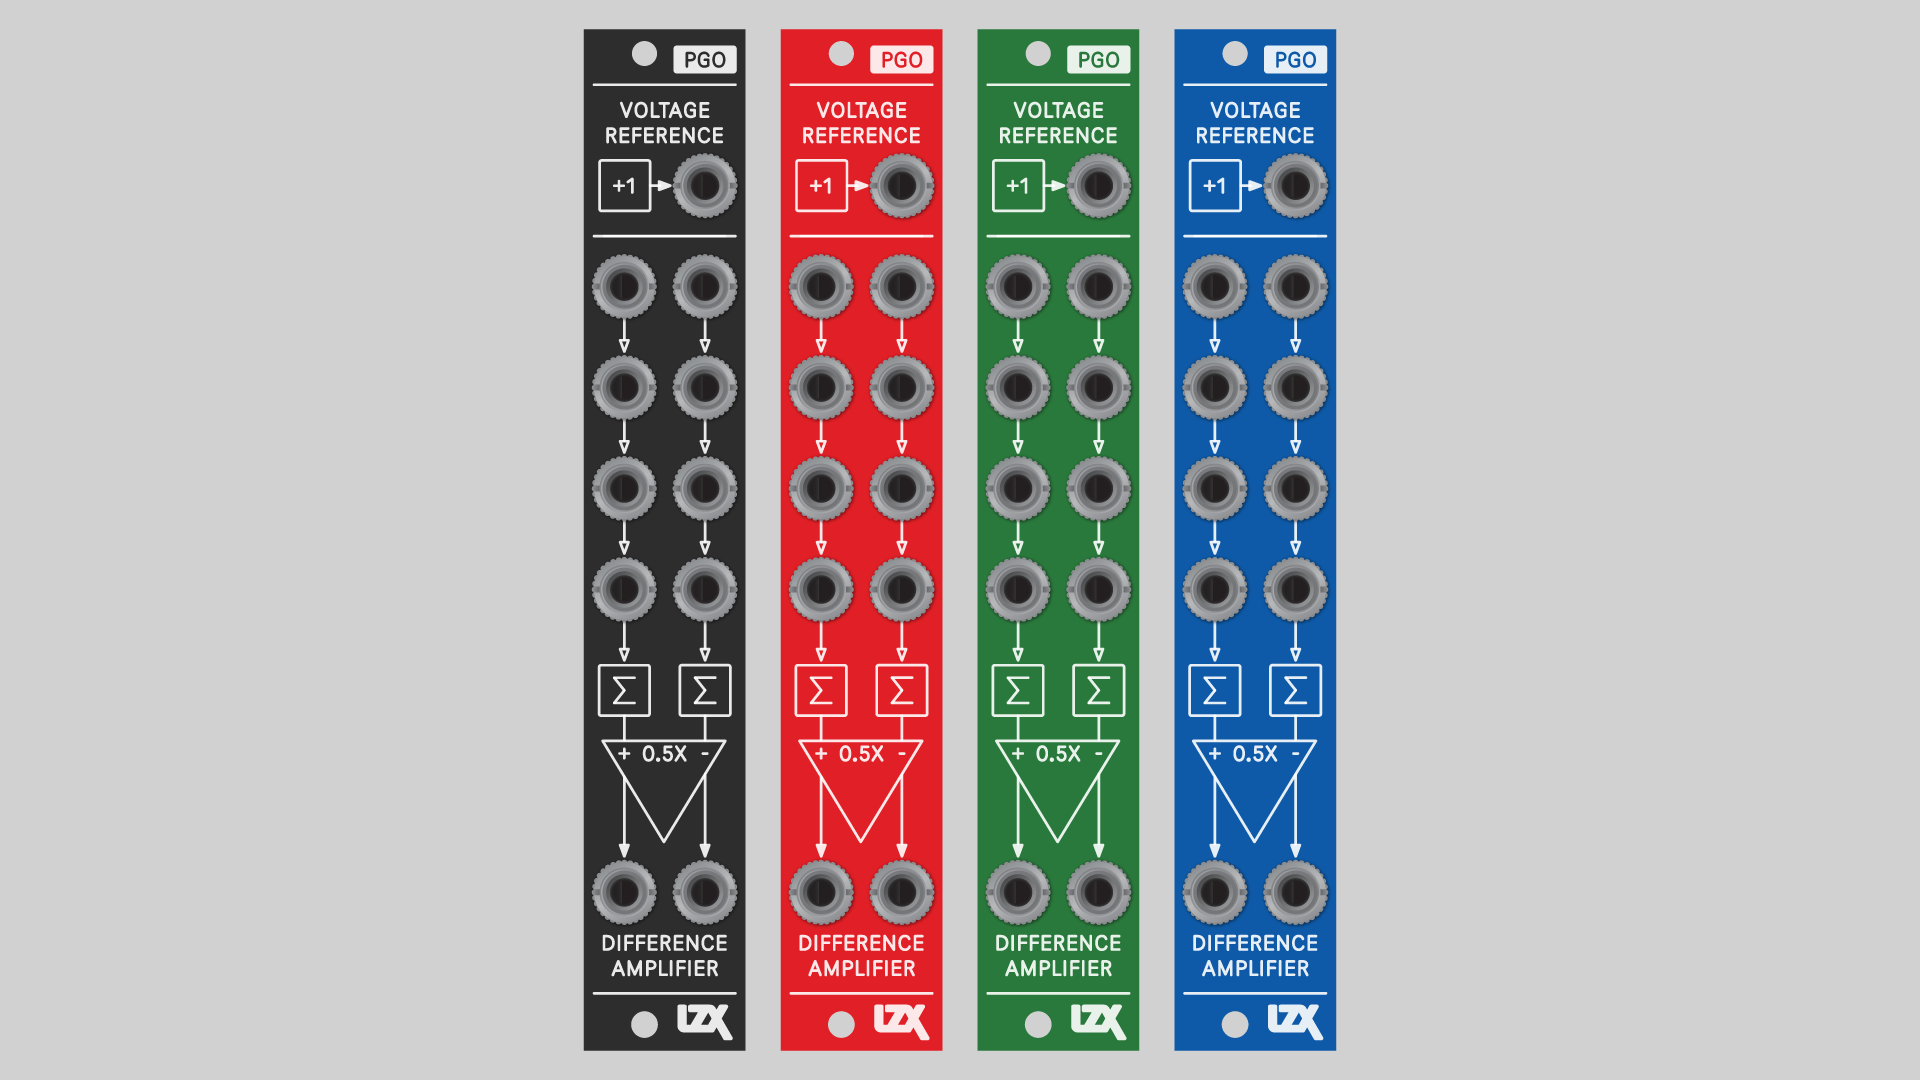 PGO
VOLTAGE
REFERENCE
+1
Σ Σ
+ 0.5X -
DIFFERENCE
AMPLIFIER
LZX
PGO
VOLTAGE
REFERENCE
+1
Σ Σ
+ 0.5X -
DIFFERENCE
AMPLIFIER
LZX
PGO
VOLTAGE
REFERENCE
+1
Σ Σ
+ 0.5X -
DIFFERENCE
AMPLIFIER
LZX
PGO
VOLTAGE
REFERENCE
+1
Σ Σ
+ 0.5X -
DIFFERENCE
AMPLIFIER
LZX